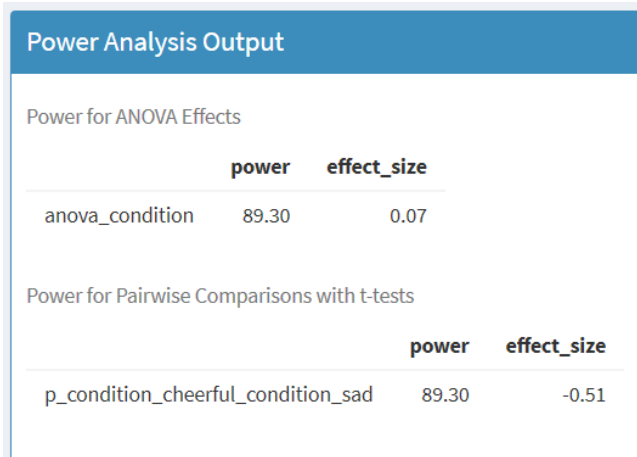 Power Analysis Output
Power for ANOVA Effects
power effect_size
anova_condition 89.30 0.07
Power for Pairwise Comparisons with t-tests
power effect_size
p_condition_cheerful_condition_sad 89.30 -0.51